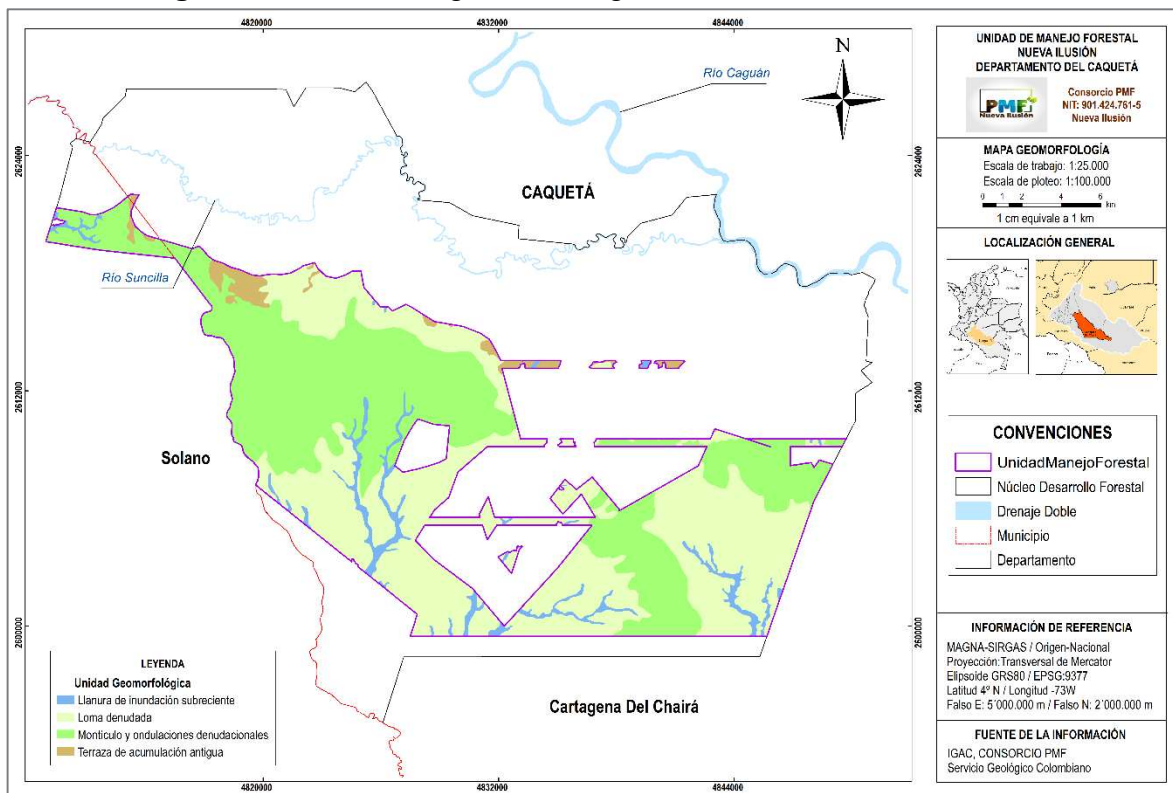 4820000
4832000
4844000
N
Río Caguán
2624000
2624000
CAQUETÁ
Río Suncilla
2612000
2612000
Solano
2600000
2600000
Cartagena Del Chairá
LEYENDA
Unidad Geomorfológica
Llanura de inundación subreciente
Loma denudada
Montículo y ondulaciones denudacionales
Terraza de acumulación antigua
4820000
4832000
4844000
UNIDAD DE MANEJO FORESTAL
NUEVA ILUSIÓN
DEPARTAMENTO DEL CAQUETÁ
PMF
Nueva Ilusión
Consorcio PMF
NIT: 901.424.761-5
Nueva Ilusión
MAPA GEOMORFOLOGÍA
Escala de trabajo: 1:25.000
Escala de ploteo: 1:100.000
0 1 2 4 6 km
1 cm equivale a 1 km
LOCALIZACIÓN GENERAL
CONVENCIONES
UnidadManejoForestal
Núcleo Desarrollo Forestal
Drenaje Doble
Municipio
Departamento
INFORMACIÓN DE REFERENCIA
MAGNA-SIRGAS / Origen-Nacional
Proyección:Transversal de Mercator
Elipsoide GRS80 / EPSG:9377
Latitud 4° N / Longitud -73W
Falso E: 5´000.000 m / Falso N: 2´000.000 m
FUENTE DE LA INFORMACIÓN
IGAC, CONSORCIO PMF
Servicio Geológico Colombiano